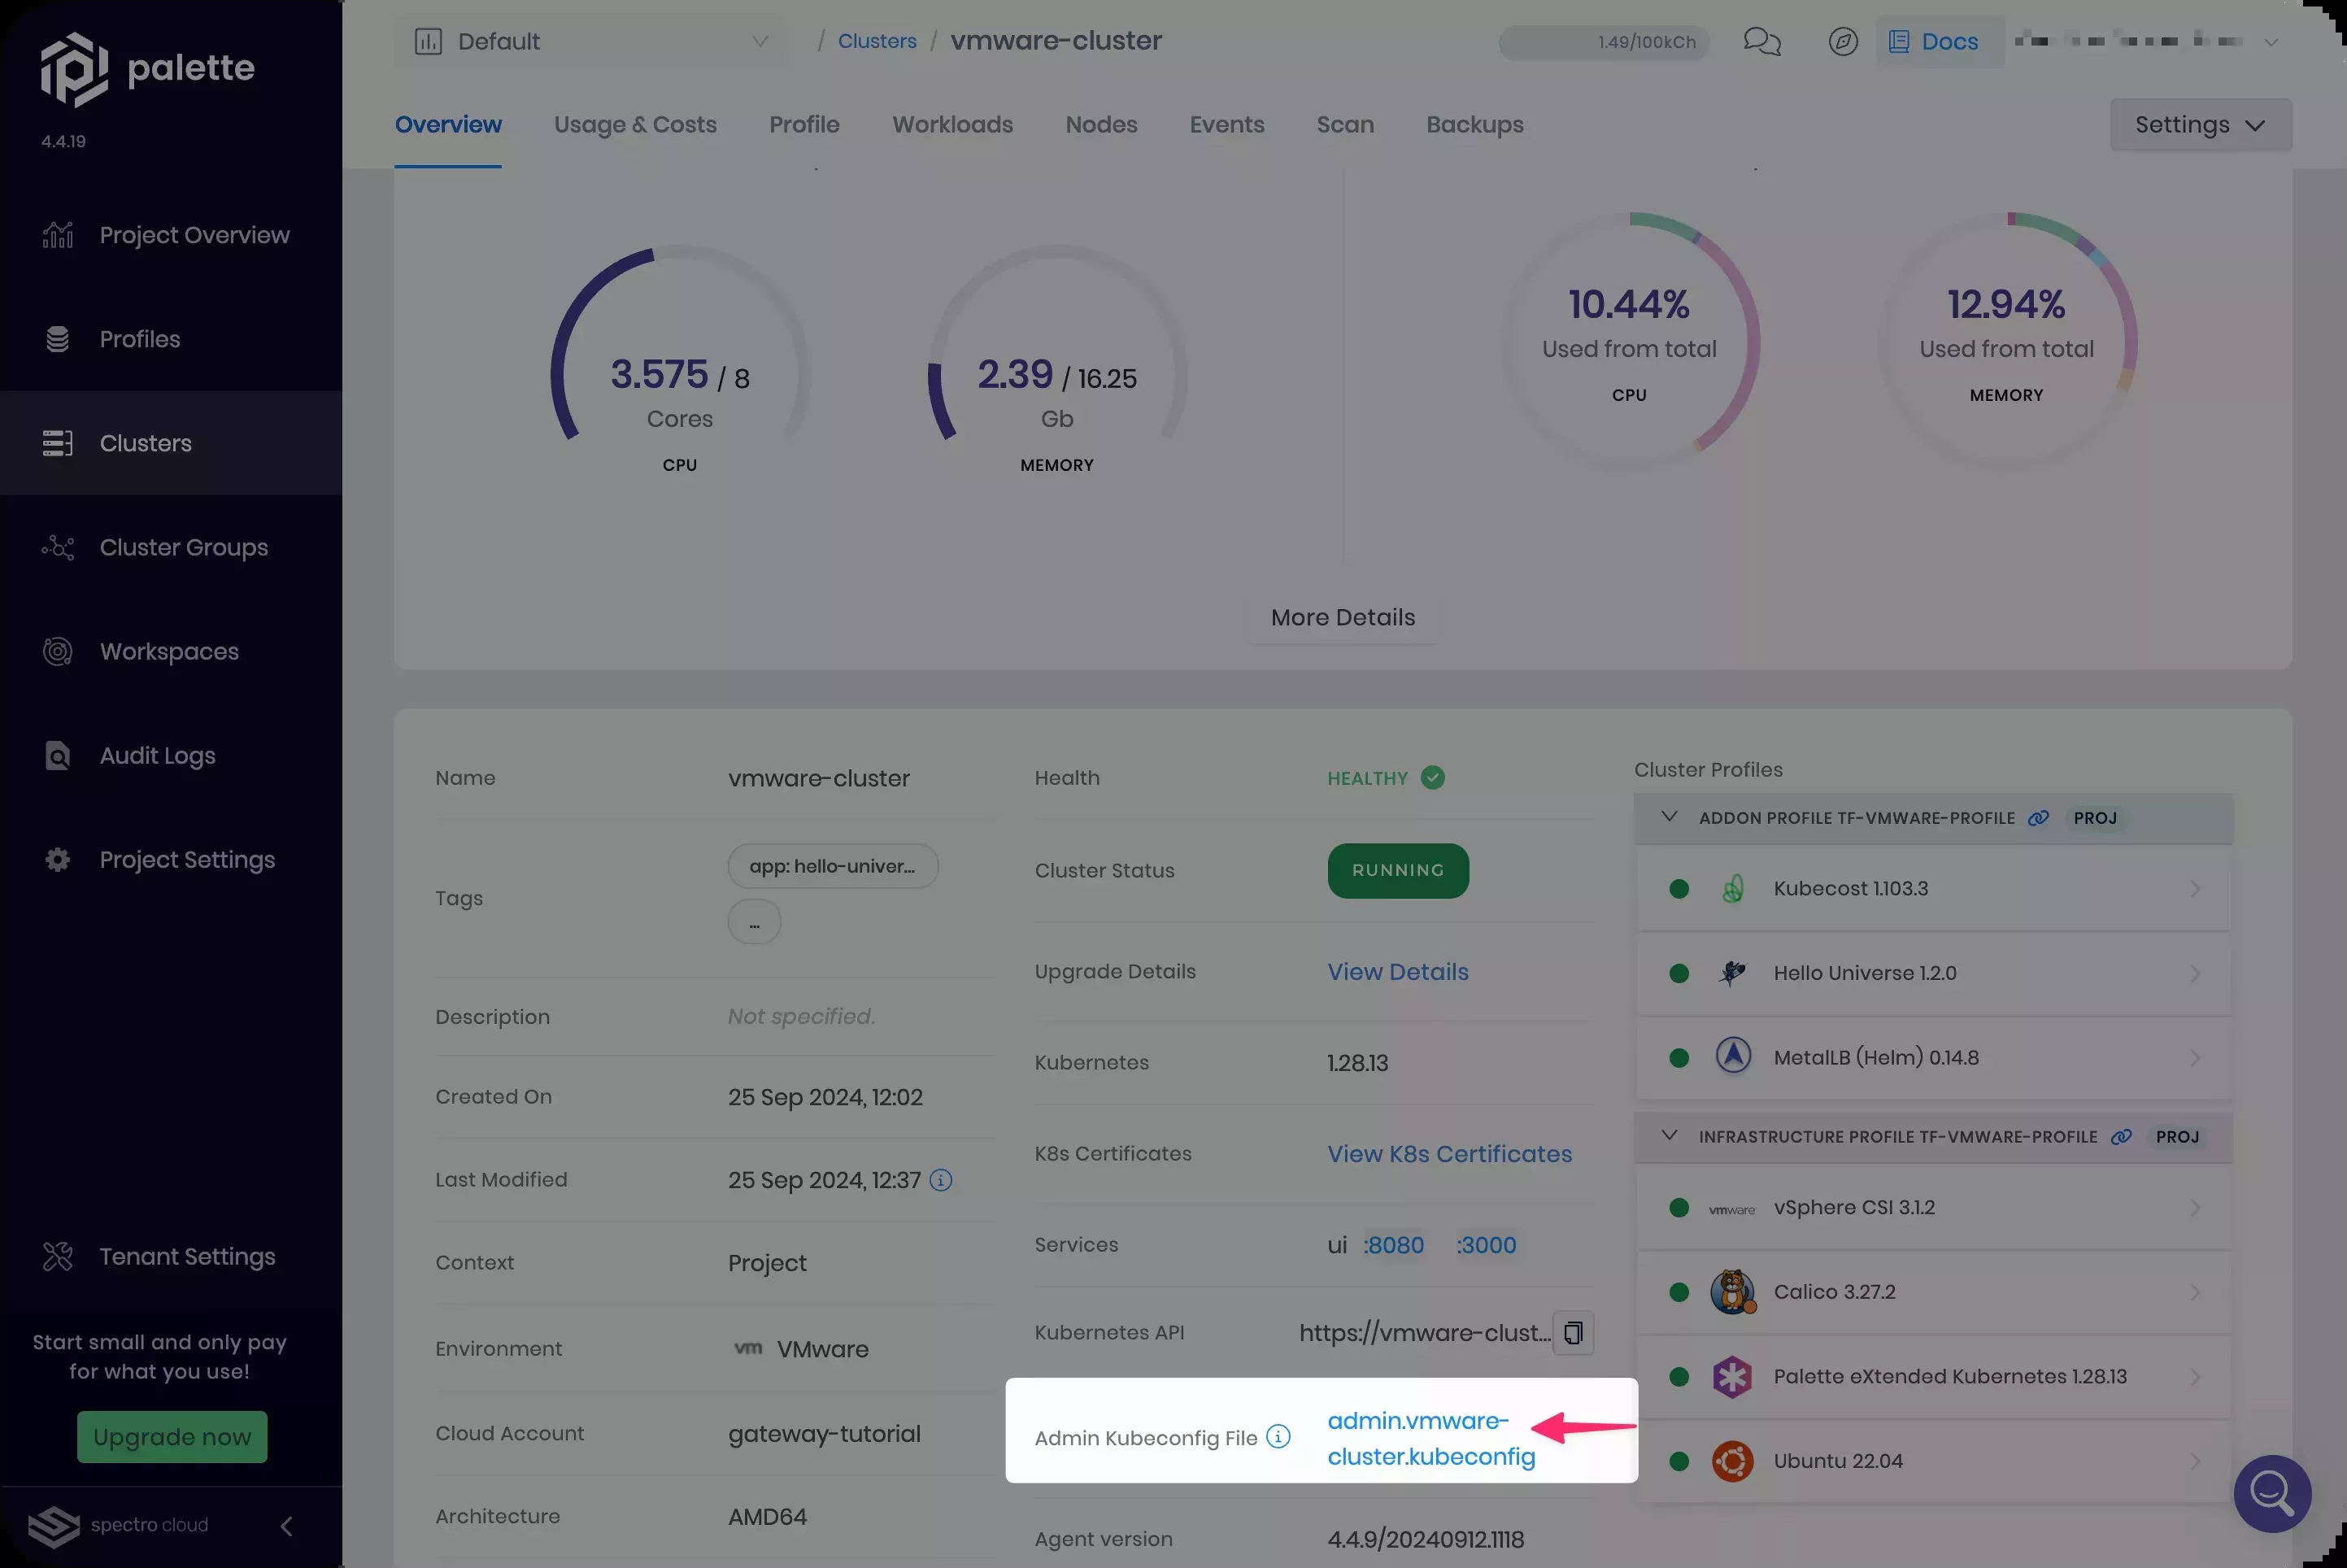 palette
4.4.19
Project Overview
Profiles
Clusters
Cluster Groups
Workspaces
Audit Logs
Project Settings
Tenant Settings
Start small and only pay
for what you use!
Upgrade now
spectro cloud
Default
/ Clusters / vmware-cluster
1.49/100kCh
Docs
Overview
Usage & Costs
Profile
Workloads
Nodes
Events
Scan
Backups
Settings
3.575 / 8
Cores
CPU
2.39 / 16.25
Gb
MEMORY
10.44%
Used from total
CPU
12.94%
Used from total
MEMORY
More Details
Name vmware-cluster
Tags app: hello-univer...
...
Description Not specified.
Created On 25 Sep 2024, 12:02
Last Modified 25 Sep 2024, 12:37
Context Project
Environment vm VMware
Cloud Account gateway-tutorial
Architecture AMD64
Health HEALTHY
Cluster Status RUNNING
Upgrade Details View Details
Kubernetes 1.28.13
K8s Certificates View K8s Certificates
Services ui :8080 :3000
Kubernetes API https://vmware-clust...
Admin Kubeconfig File admin.vmware-
cluster.kubeconfig
Agent version 4.4.9/20240912.1118
Cluster Profiles
ADDON PROFILE TF-VMWARE-PROFILE PROJ
Kubecost 1.103.3
Hello Universe 1.2.0
MetalLB (Helm) 0.14.8
INFRASTRUCTURE PROFILE TF-VMWARE-PROFILE PROJ
vmware vSphere CSI 3.1.2
Calico 3.27.2
Palette eXtended Kubernetes 1.28.13
Ubuntu 22.04